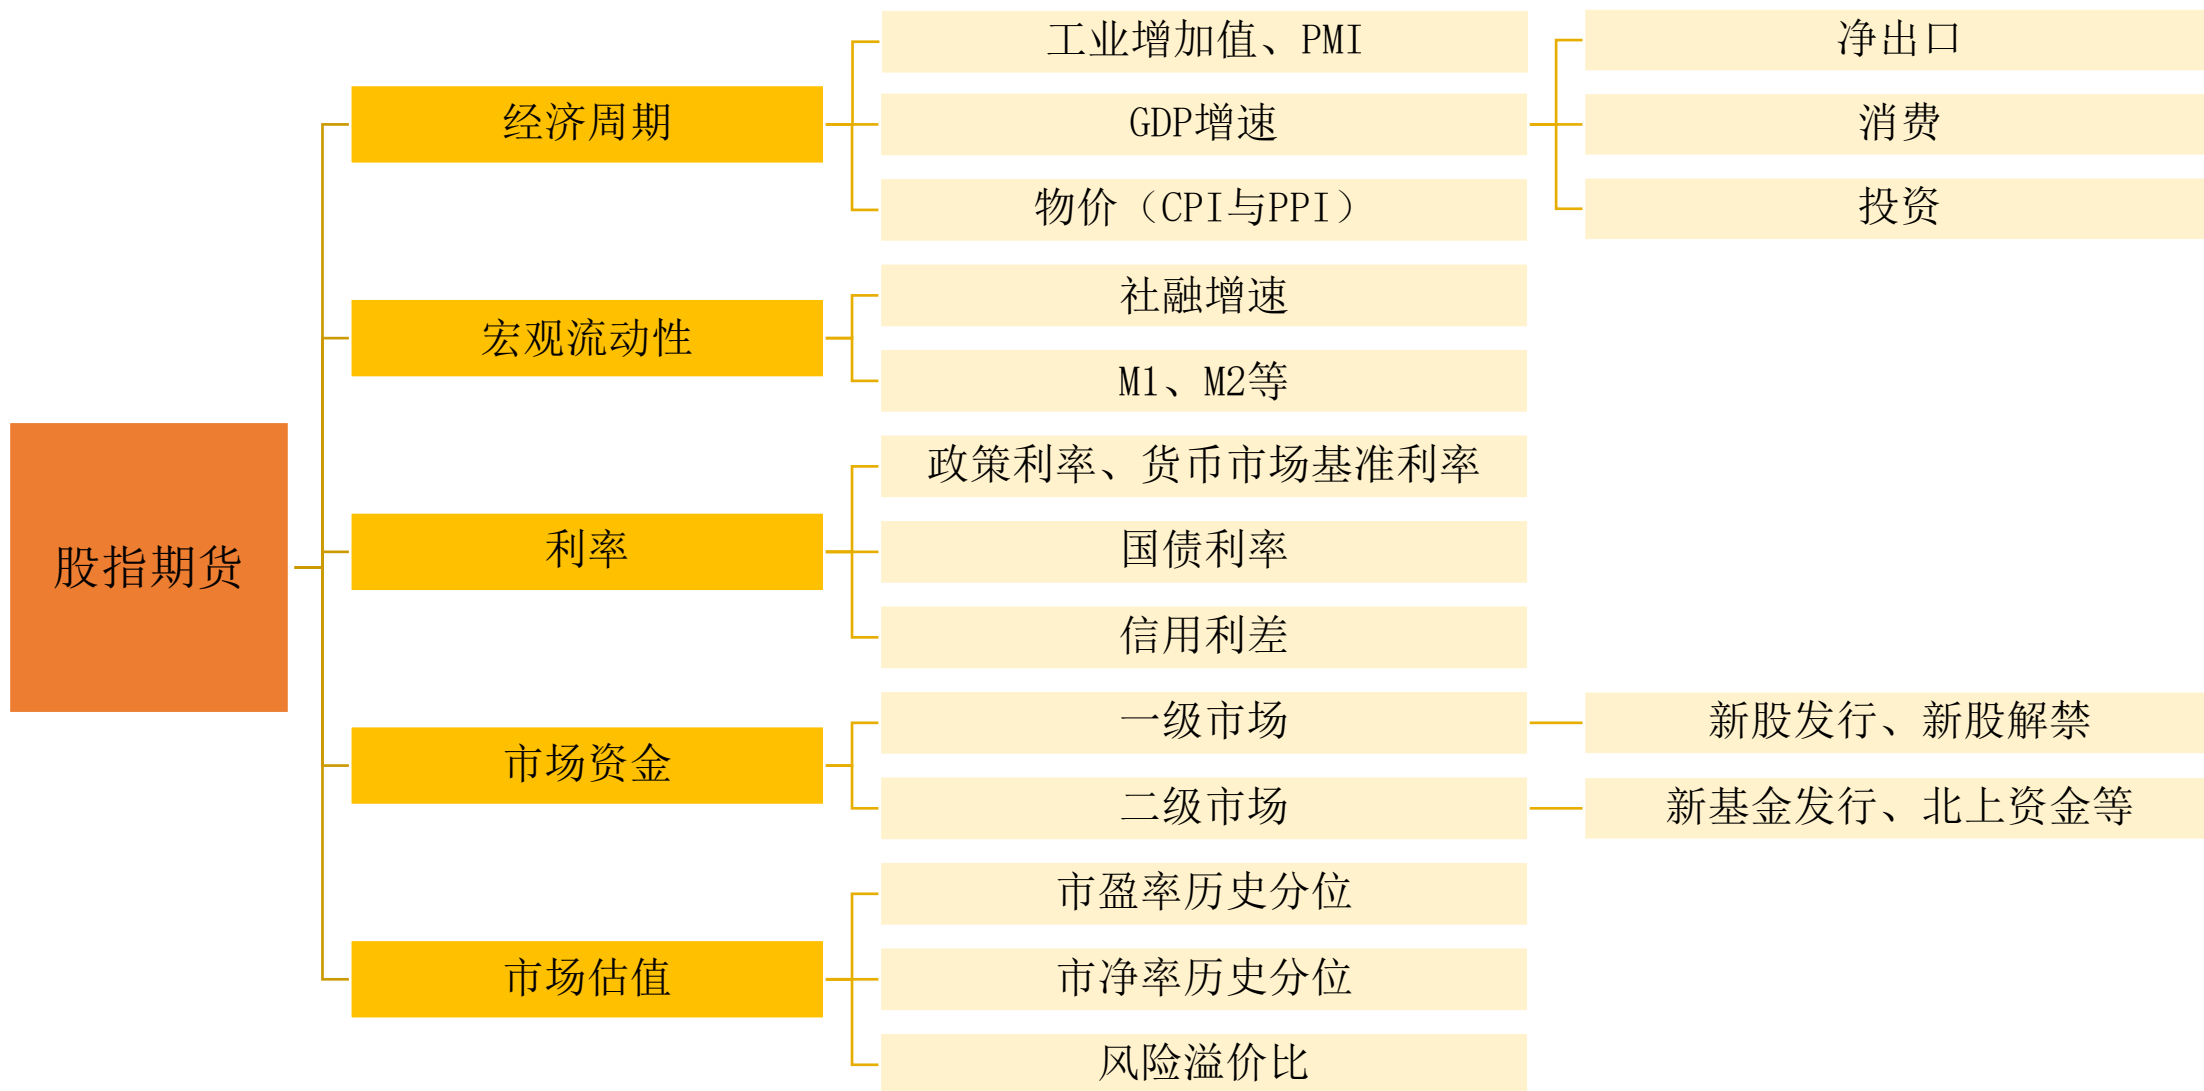 股指期货
经济周期
工业增加值、PMI
GDP增速
净出口
消费
投资
物价（CPI与PPI）
宏观流动性
社融增速
M1、M2等
利率
政策利率、货币市场基准利率
国债利率
信用利差
市场资金
一级市场
新股发行、新股解禁
二级市场
新基金发行、北上资金等
市场估值
市盈率历史分位
市净率历史分位
风险溢价比